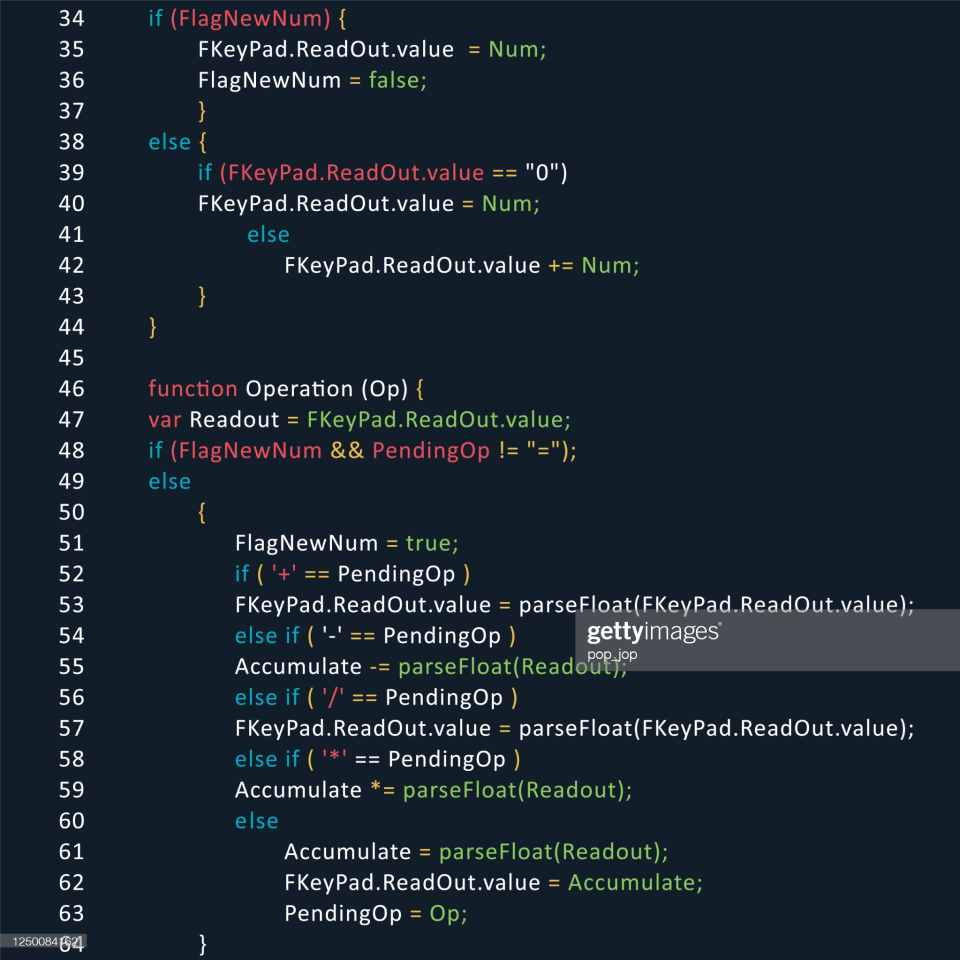 34 if (FlagNewNum) {
35 FKeyPad.ReadOut.value = Num;
36 FlagNewNum = false;
37 }
38 else {
39 if (FKeyPad.ReadOut.value == "0")
40 FKeyPad.ReadOut.value = Num;
41 else
42 FKeyPad.ReadOut.value += Num;
43 }
44 }
45
46 function Operation (Op) {
47 var Readout = FKeyPad.ReadOut.value;
48 if (FlagNewNum && PendingOp != "=");
49 else
50 {
51 FlagNewNum = true;
52 if ( '+' == PendingOp )
53 FKeyPad.ReadOut.value = parseFloat(FKeyPad.ReadOut.value);
54 else if ( '-' == PendingOp )
gettyimages®
pop_jop
55 Accumulate -= parseFloat(Readout);
56 else if ( '/' == PendingOp )
57 FKeyPad.ReadOut.value = parseFloat(FKeyPad.ReadOut.value);
58 else if ( '*' == PendingOp )
59 Accumulate *= parseFloat(Readout);
60 else
61 Accumulate = parseFloat(Readout);
62 FKeyPad.ReadOut.value = Accumulate;
63 PendingOp = Op;
64 }
1250084162